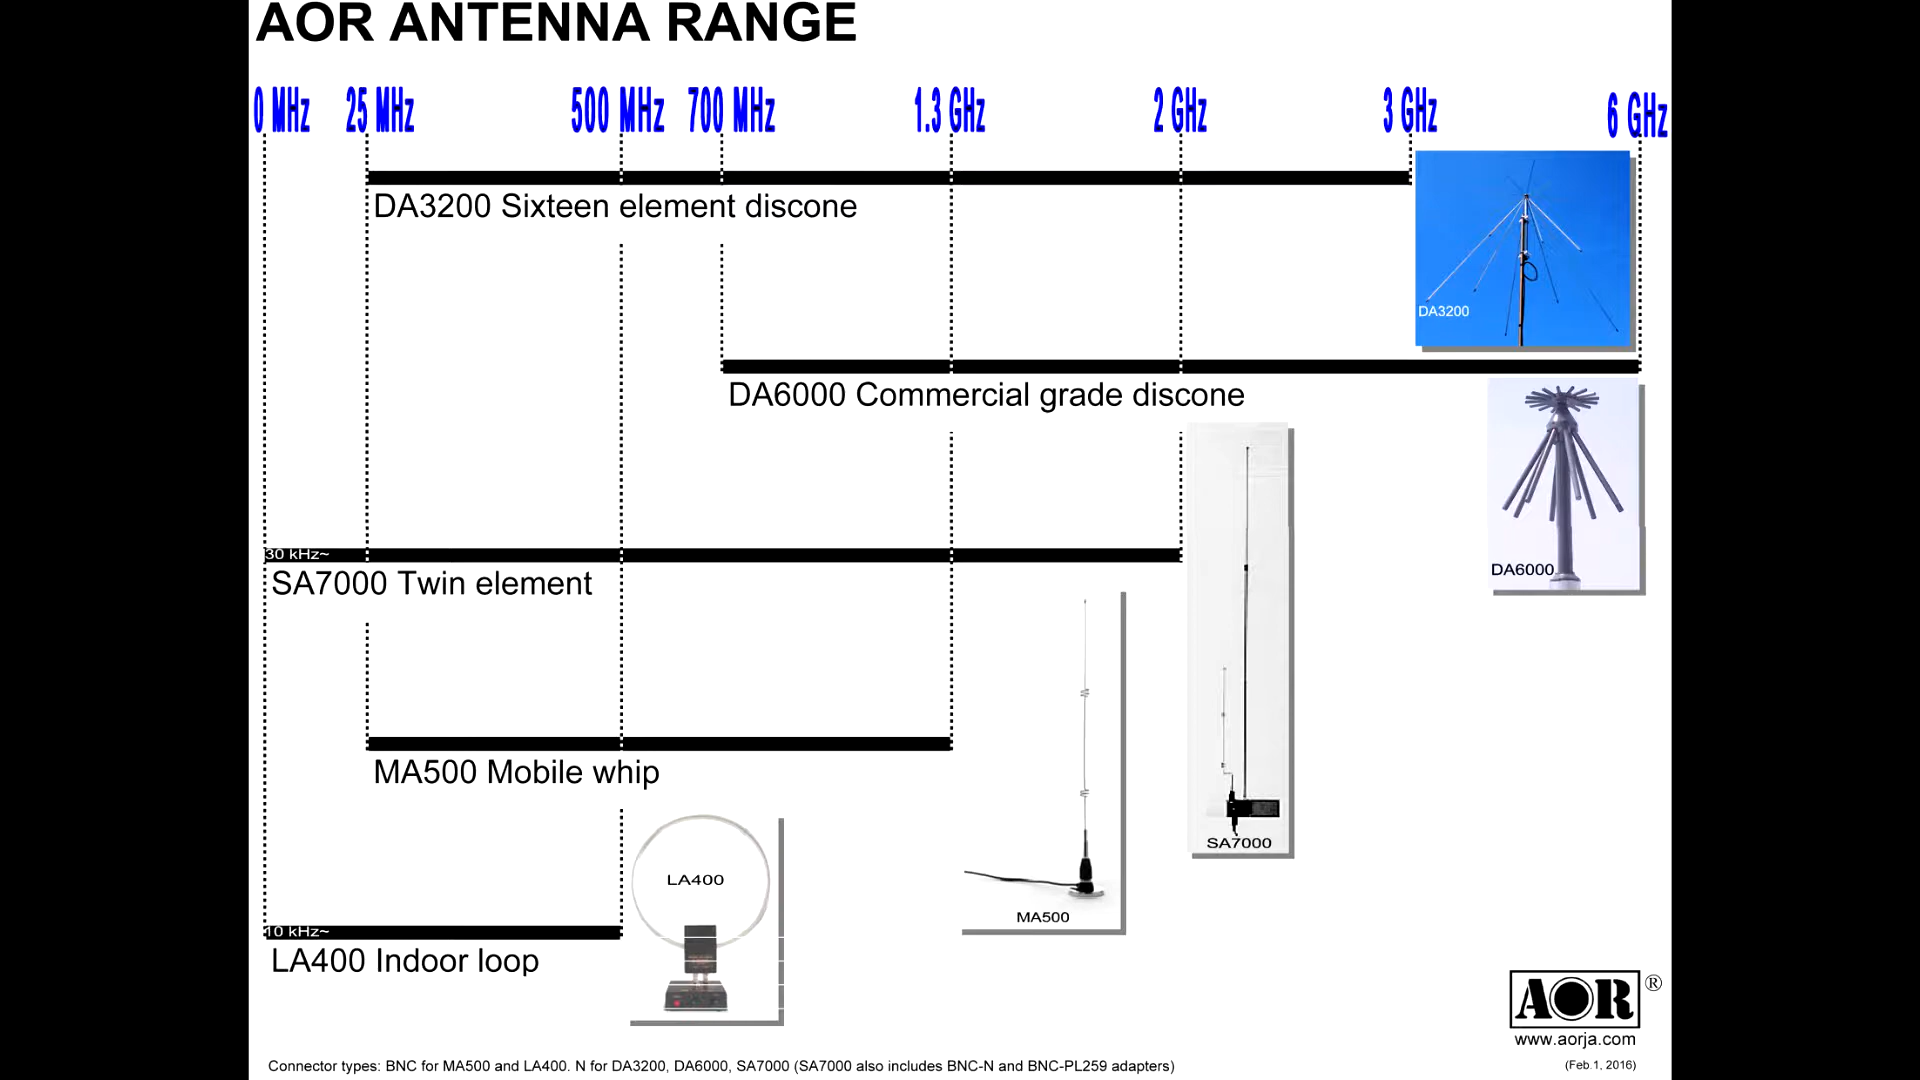 AOR ANTENNA RANGE
0 MHz 25 MHz 500 MHz 700 MHz 1.3 GHz 2 GHz 3 GHz 6 GHz
DA3200 Sixteen element discone
DA3200
DA6000 Commercial grade discone
DA6000
30 kHz~
SA7000 Twin element
SA7000
MA500 Mobile whip
MA500
LA400
10 kHz~
LA400 Indoor loop
AOR ®
www.aorja.com
Connector types: BNC for MA500 and LA400. N for DA3200, DA6000, SA7000 (SA7000 also includes BNC-N and BNC-PL259 adapters)
(Feb.1, 2016)